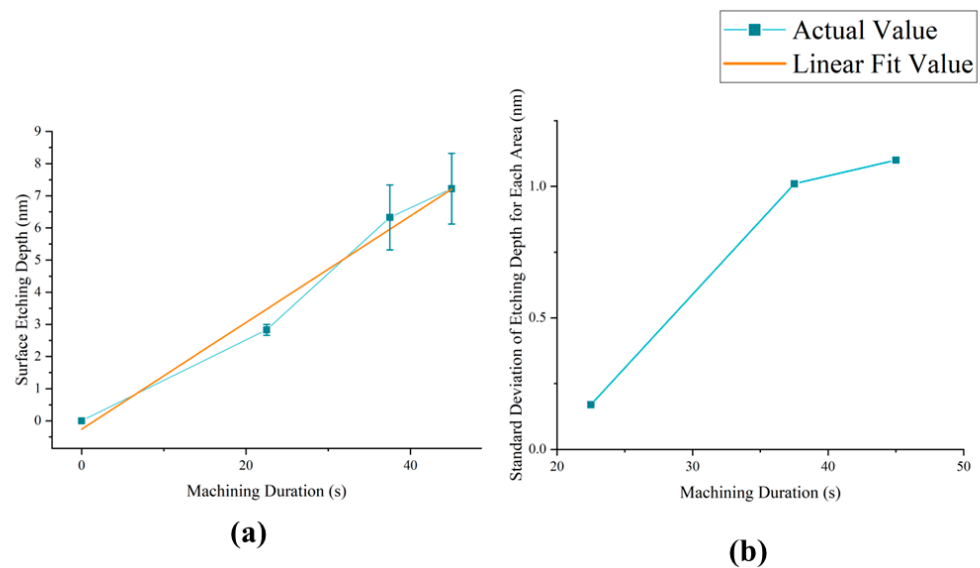 Actual Value
Linear Fit Value
Surface Etching Depth (nm)
9
8
7
6
5
4
3
2
1
0
0
40
Machining Duration (s)
(a)
Standard Deviation of Etching Depth for Each Area (nm)
1.0
0.5
0.0
20
30
40
50
Machining Duration (s)
(b)